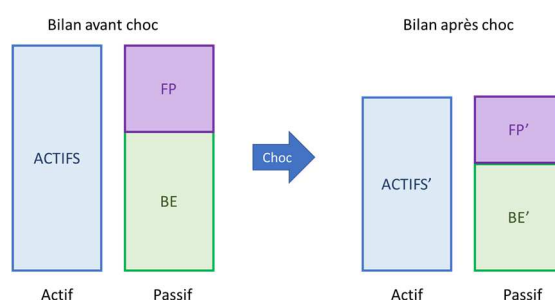 Bilan avant choc
Bilan après choc
FP
ACTIFS
BE
Choc
FP’
ACTIFS’
BE’
Actif
Passif
Actif
Passif